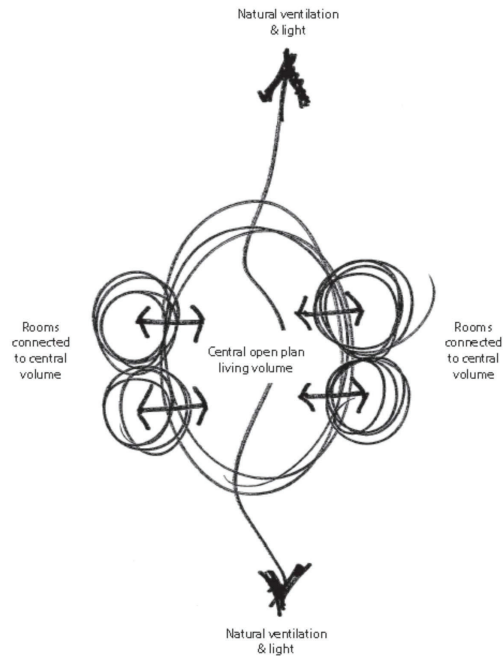 Natural ventilation
& light
Rooms
connected
to central
volume
Central open plan
living volume
Rooms
connected
to central
volume
Natural ventilation
& light